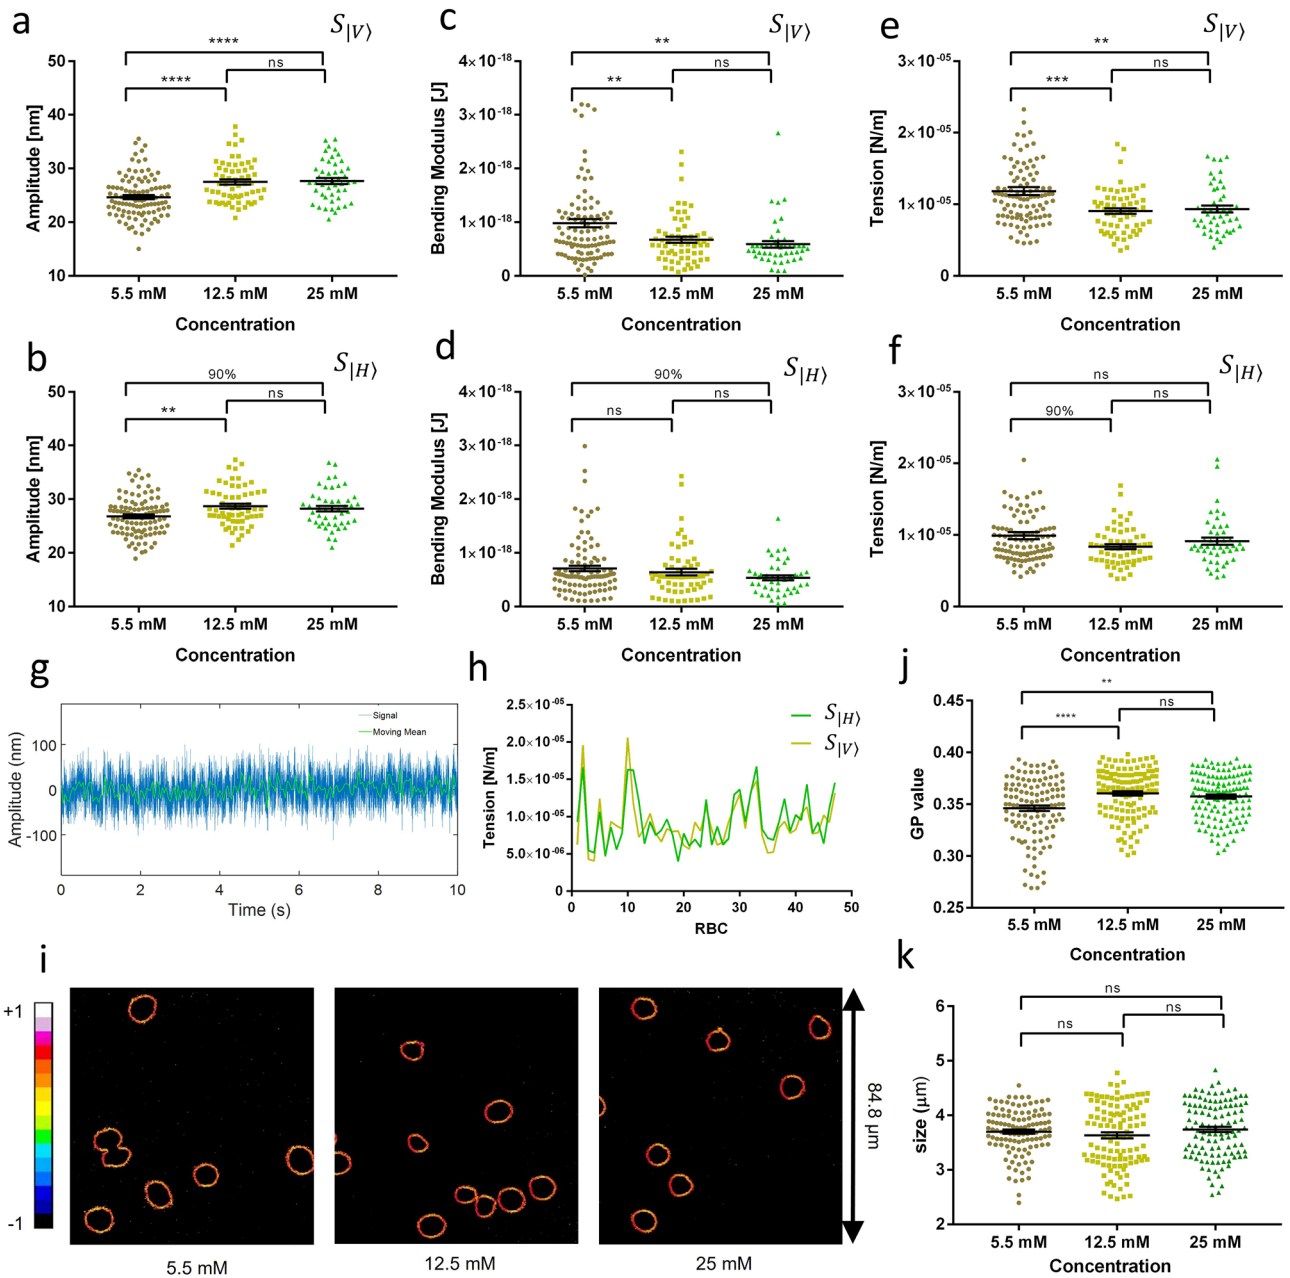 a
S|V⟩
****
****
ns
50
40
30
20
10
Amplitude [nm]
5.5 mM 12.5 mM 25 mM
Concentration
c
S|V⟩
**
**
ns
4×10^-18
3×10^-18
2×10^-18
1×10^-18
0
Bending Modulus [J]
5.5 mM 12.5 mM 25 mM
Concentration
e
S|V⟩
**
***
ns
3×10^-05
2×10^-05
1×10^-05
0
Tension [N/m]
5.5 mM 12.5 mM 25 mM
Concentration
b
S|H⟩
90%
**
ns
50
40
30
20
10
Amplitude [nm]
5.5 mM 12.5 mM 25 mM
Concentration
d
S|H⟩
90%
ns
ns
4×10^-18
3×10^-18
2×10^-18
1×10^-18
0
Bending Modulus [J]
5.5 mM 12.5 mM 25 mM
Concentration
f
S|H⟩
ns
90%
ns
3×10^-05
2×10^-05
1×10^-05
0
Tension [N/m]
5.5 mM 12.5 mM 25 mM
Concentration
g
Signal
Moving Mean
100
0
-100
Amplitude (nm)
0 2 4 6 8 10
Time (s)
h
S|H⟩
S|V⟩
2.5×10^-05
2.0×10^-05
1.5×10^-05
1.0×10^-05
5.0×10^-06
0
Tension [N/m]
0 10 20 30 40 50
RBC
j
**
****
ns
0.45
0.40
0.35
0.30
0.25
GP value
5.5 mM 12.5 mM 25 mM
Concentration
i
+1
-1
84.8 μm
5.5 mM 12.5 mM 25 mM
k
ns
ns
ns
6
5
4
3
2
size (μm)
5.5 mM 12.5 mM 25 mM
Concentration